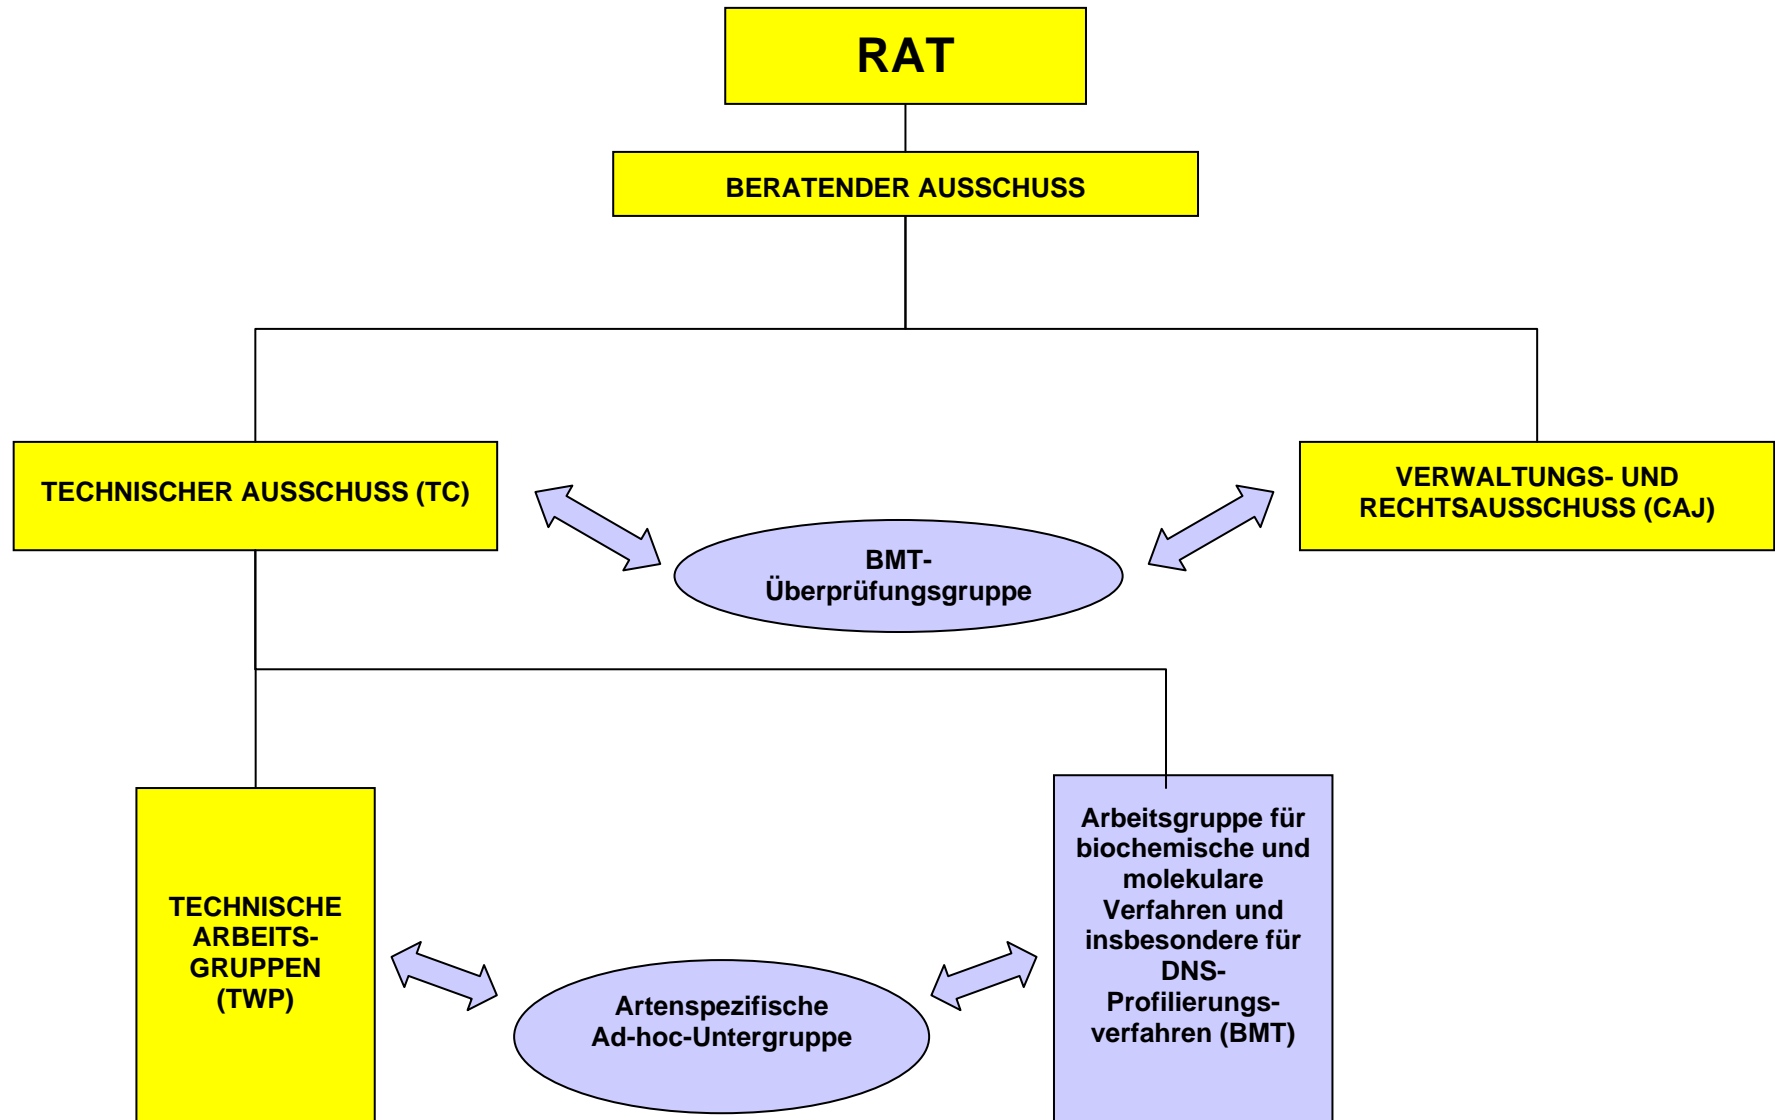 RAT
BERATENDER AUSSCHUSS
TECHNISCHER AUSSCHUSS (TC)
VERWALTUNGS- UND
RECHTSAUSSCHUSS (CAJ)
BMT-
Überprüfungsgruppe
TECHNISCHE
ARBEITS-
GRUPPEN
(TWP)
Artenspezifische
Ad-hoc-Untergruppe
Arbeitsgruppe für
biochemische und
molekulare
Verfahren und
insbesondere für
DNS-
Profilierungs-
verfahren (BMT)